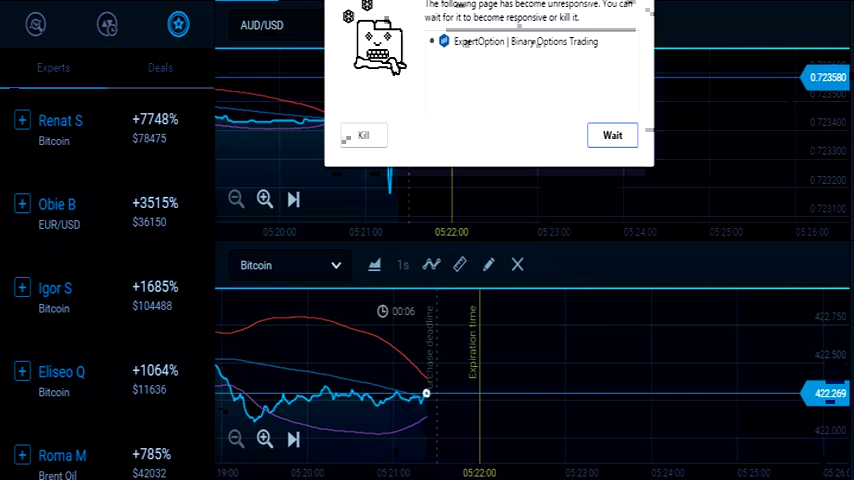 AUD/USD
The following page has become unresponsive. You can
wait for it to become responsive or kill it.
ExpertOption | Binary Options Trading
Kill
Wait
Experts
Deals
Renat S
+7748%
Bitcoin
$78475
Obie B
+3515%
EUR/USD
$36150
Igor S
+1685%
Bitcoin
$104488
Eliseo Q
+1064%
Bitcoin
$11636
Roma M
+785%
Brent Oil
$42032
0.723580
0.723400
0.723200
0.723100
05:20:00
05:21:00
05:22:00
05:23:00
05:24:00
05:25:00
05:26:00
Bitcoin
1s
00:06
Expiration time
422.750
422.500
422.269
422.000
:19:00
05:20:00
05:21:00
05:22:00
05:23:00
05:24:00
05:25:00
05:26: